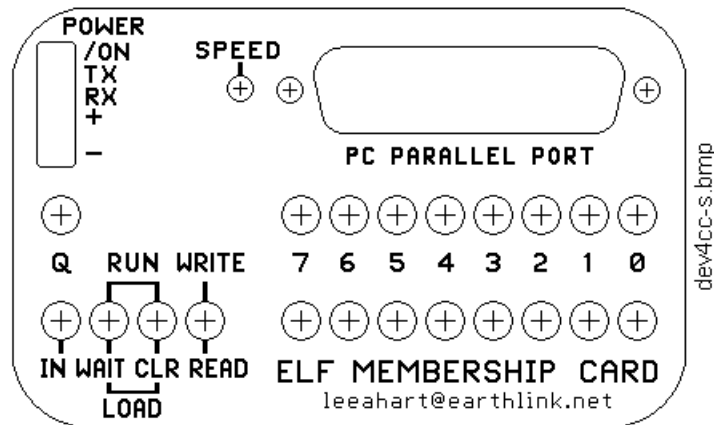 POWER
/ON
TX
RX
+
−
SPEED
PC PARALLEL PORT
Q RUN WRITE 7 6 5 4 3 2 1 0
IN WAIT CLR READ
LOAD
ELF MEMBERSHIP CARD
leeahart@earthlink.net
dev4cc-s.bmp